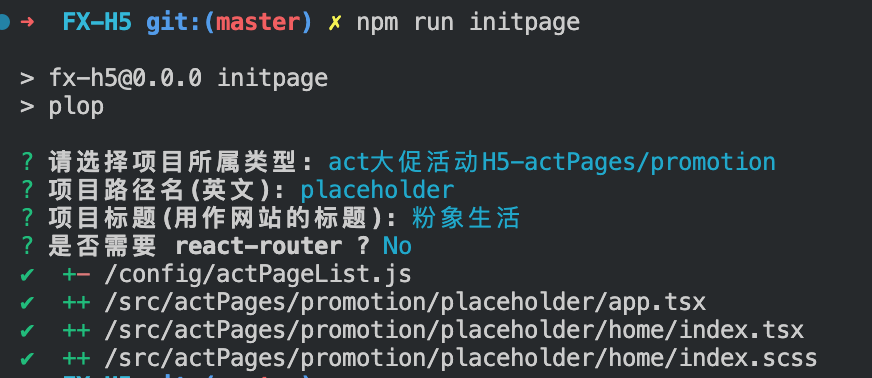 ➜ FX-H5 git:(master) ✗ npm run initpage
> fx-h5@0.0.0 initpage
> plop
? 请选择项目所属类型: act大促活动H5-actPages/promotion
? 项目路径名(英文): placeholder
? 项目标题(用作网站的标题): 粉象生活
? 是否需要 react-router ? No
✔ +- /config/actPageList.js
✔ ++ /src/actPages/promotion/placeholder/app.tsx
✔ ++ /src/actPages/promotion/placeholder/home/index.tsx
✔ ++ /src/actPages/promotion/placeholder/home/index.scss